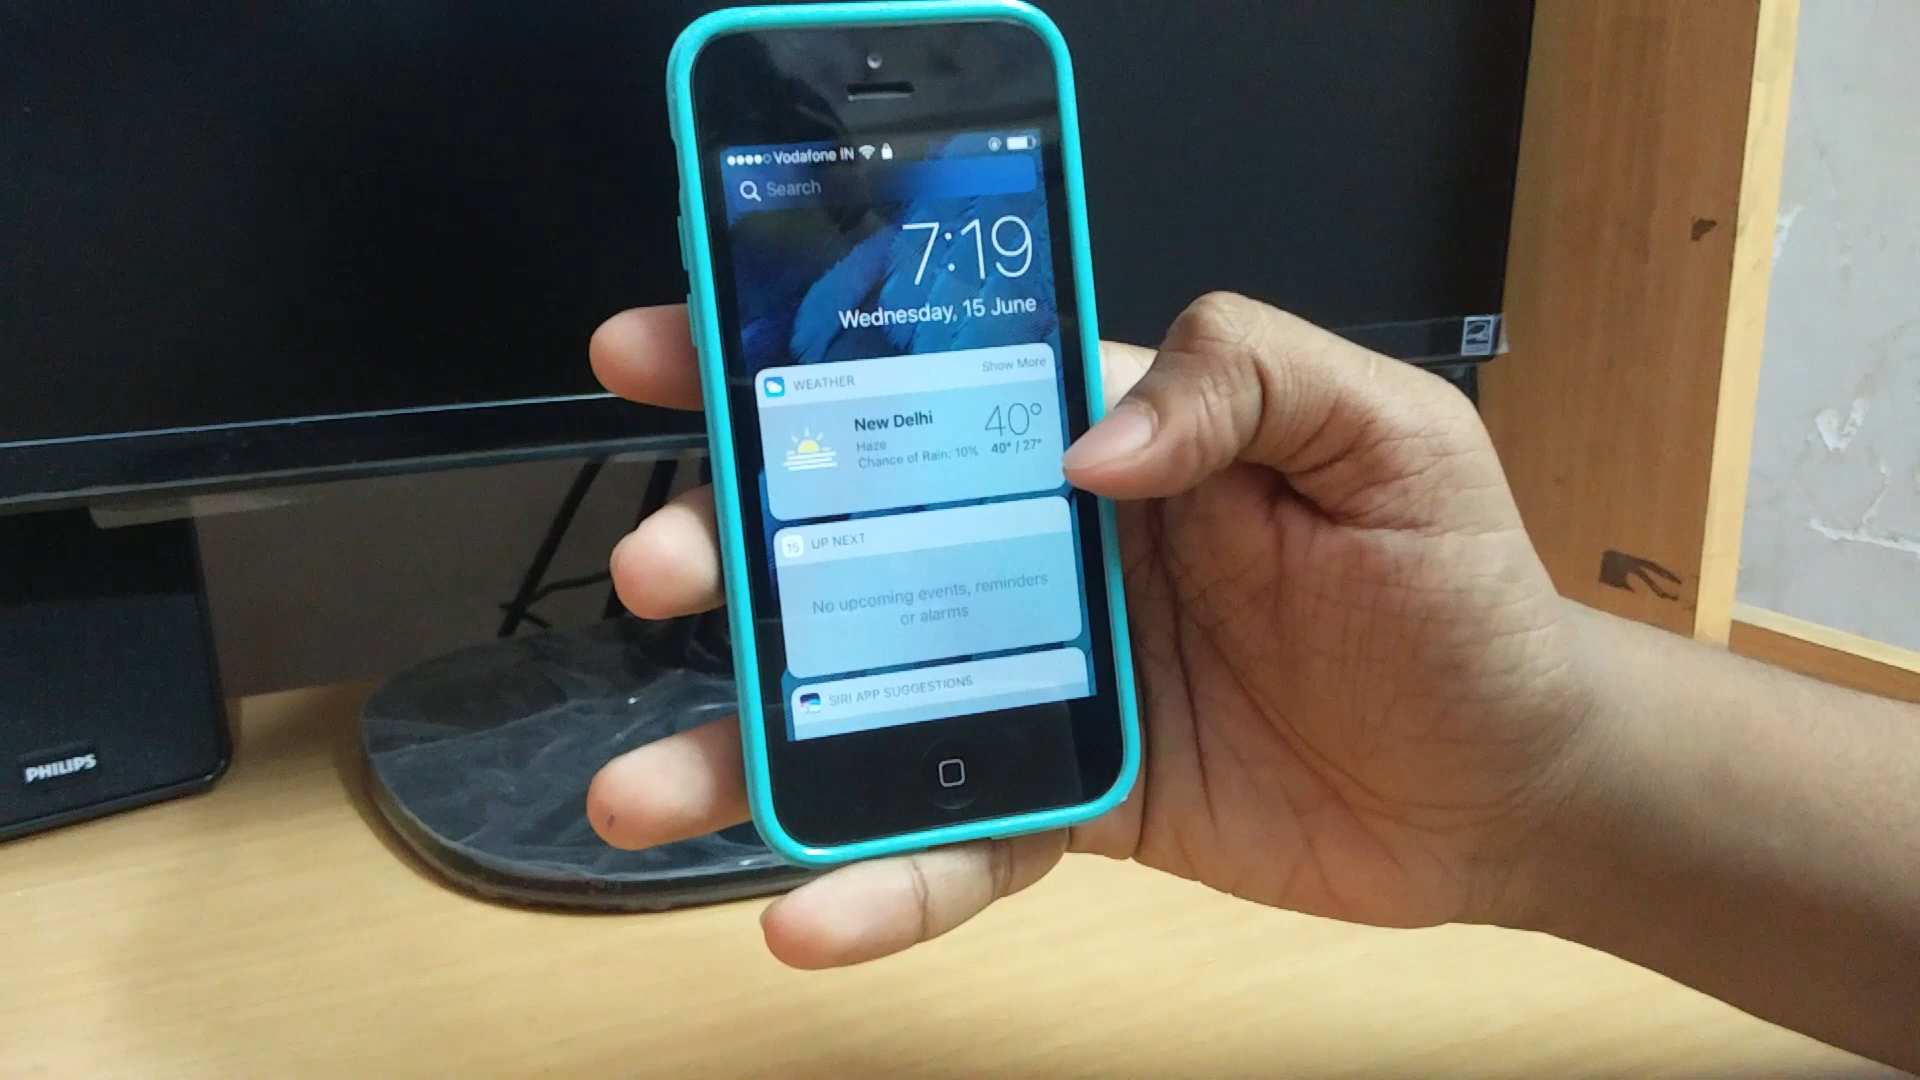 Vodafone IN
Search
7:19
Wednesday, 15 June
WEATHER
Show More
New Delhi
40°
Haze
Chance of Rain: 10%
40° / 27°
15
UP NEXT
No upcoming events, reminders
or alarms
SIRI APP SUGGESTIONS
PHILIPS